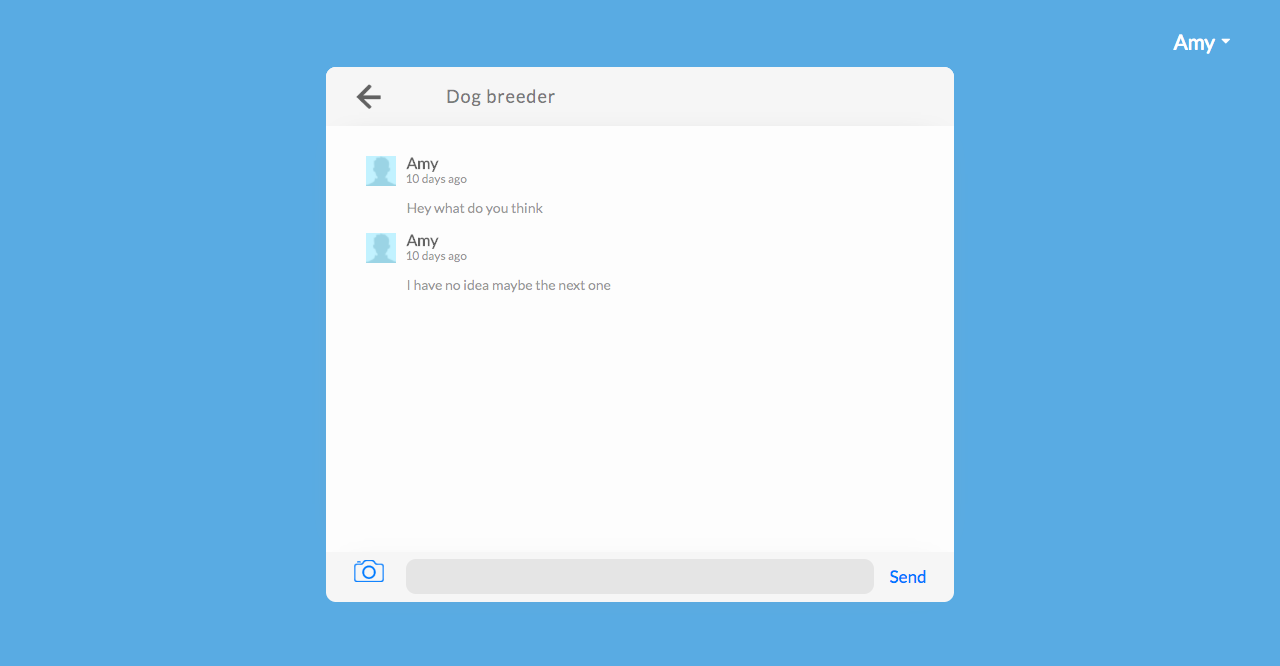 Amy
Dog breeder
Amy
10 days ago
Hey what do you think
Amy
10 days ago
I have no idea maybe the next one
Send